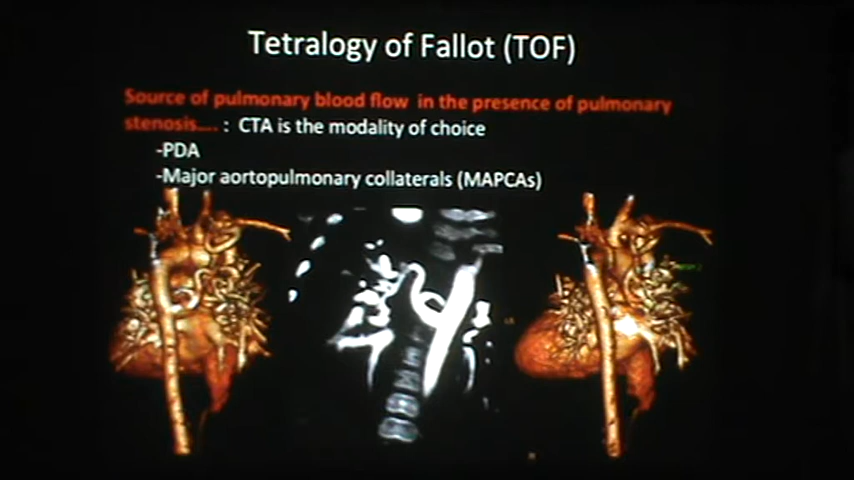 Tetralogy of Fallot (TOF)
Source of pulmonary blood flow in the presence of pulmonary
stenosis.... : CTA is the modality of choice
-PDA
-Major aortopulmonary collaterals (MAPCAs)